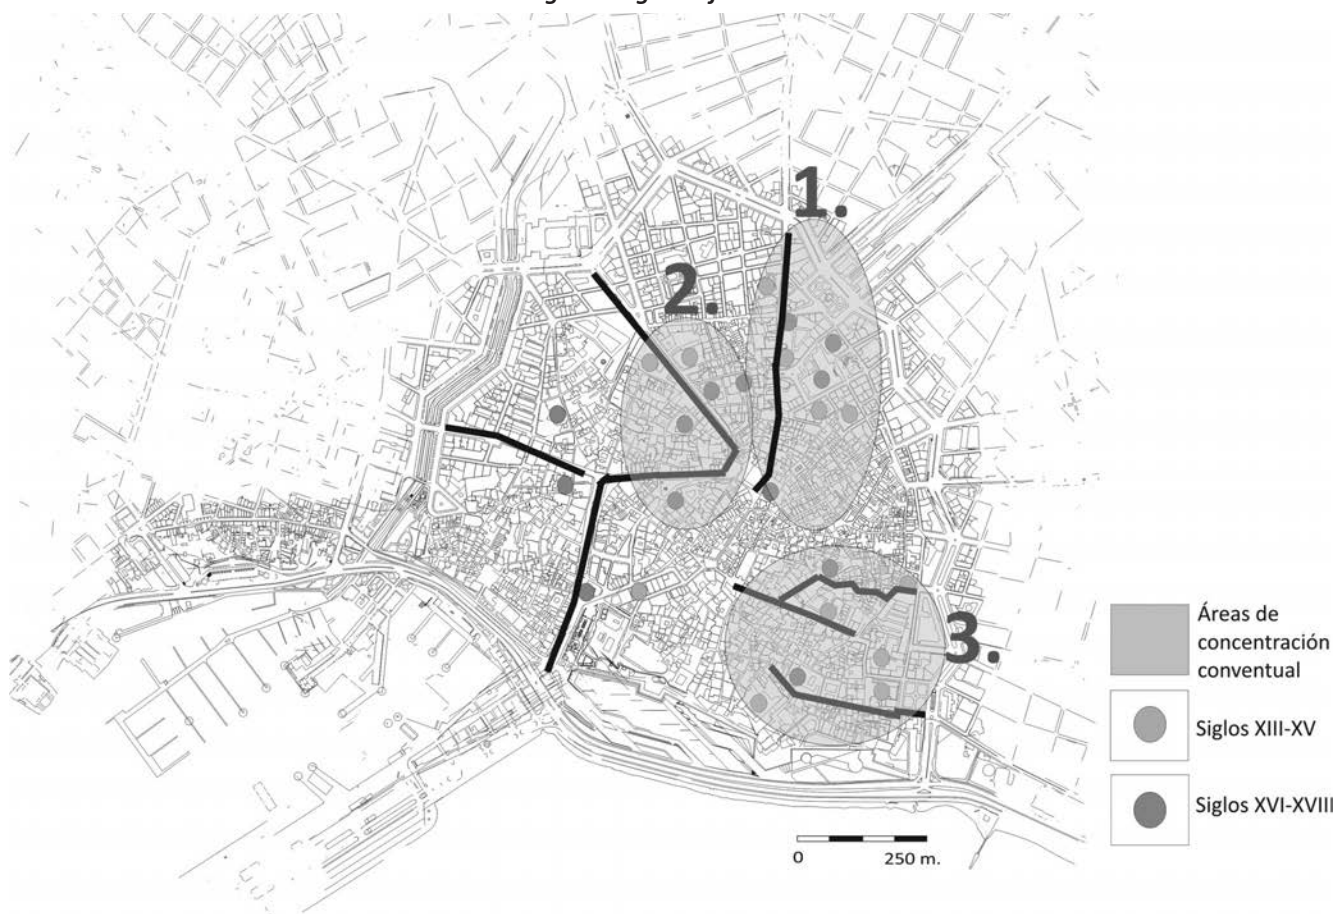 1.
2.
3.
Áreas de
concentración
conventual
Siglos XIII-XV
Siglos XVI-XVIII
0 250 m.